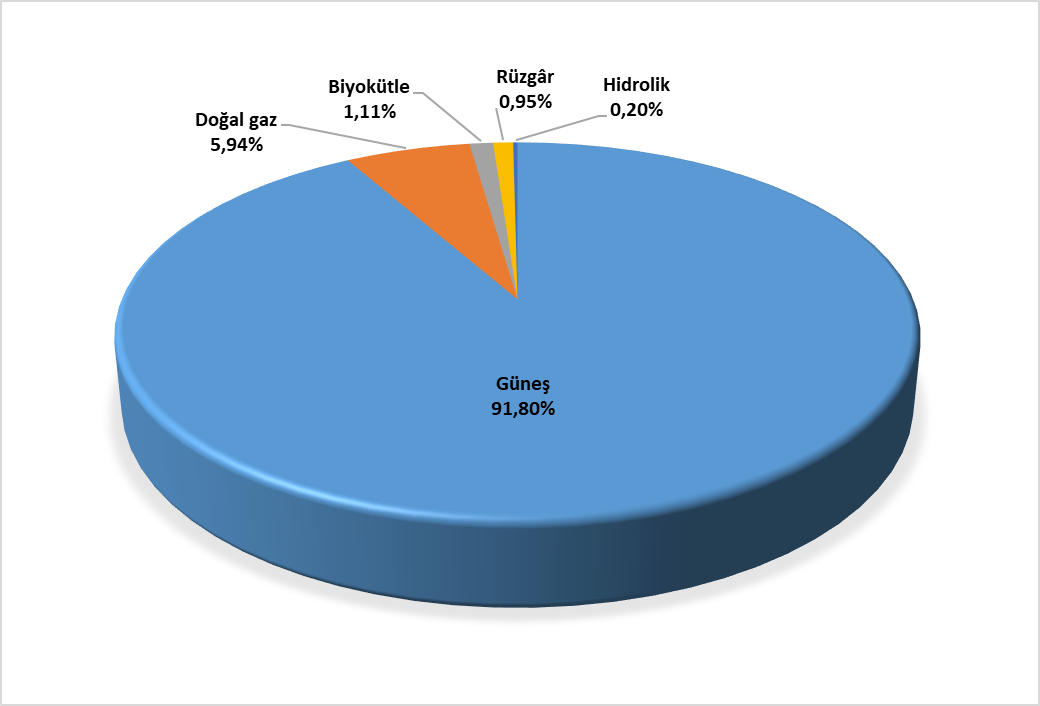 Doğal gaz
5,94%
Biyokütle
1,11%
Rüzgâr
0,95%
Hidrolik
0,20%
Güneş
91,80%